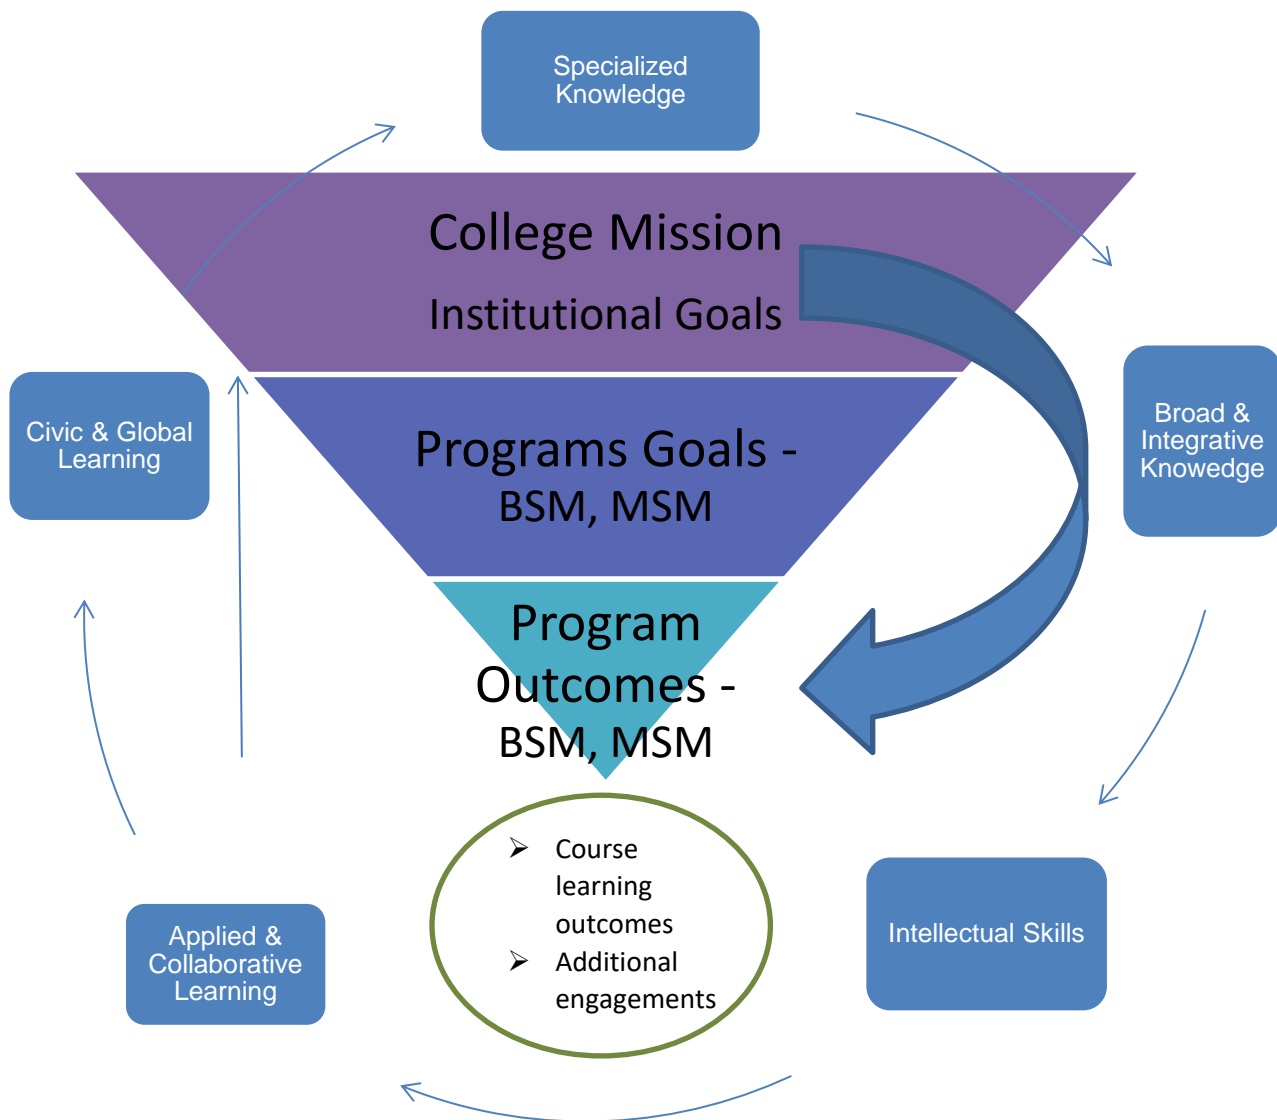 Specialized
Knowledge
College Mission
Institutional Goals
Civic & Global
Learning
Programs Goals -
BSM, MSM
Broad &
Integrative
Knowedge
Program
Outcomes -
BSM, MSM
➢ Course
learning
outcomes
➢ Additional
engagements
Intellectual Skills
Applied &
Collaborative
Learning